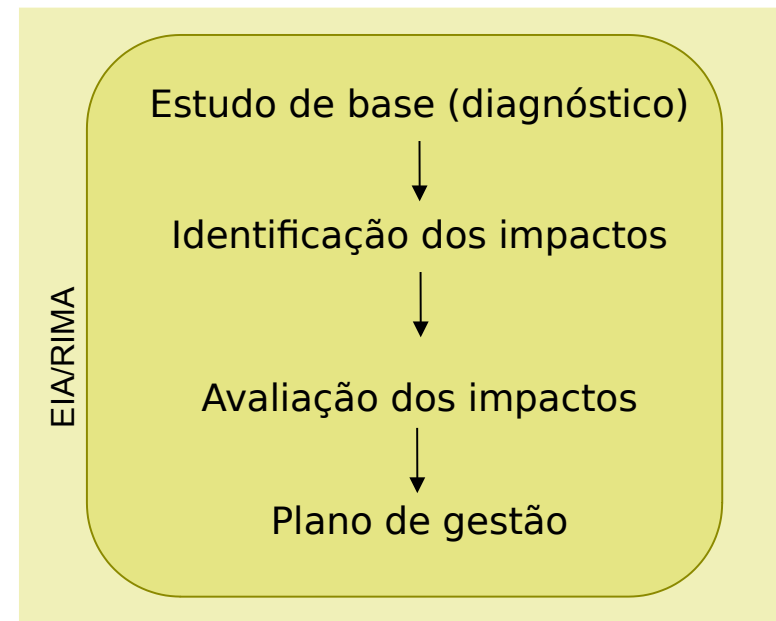 Estudo de base (diagnóstico)
Identificação dos impactos
EIA/RIMA
Avaliação dos impactos
Plano de gestão